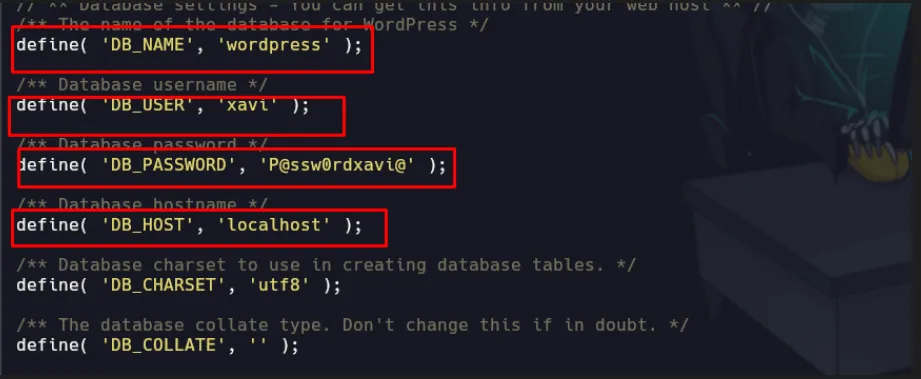 // ** Database settings - You can get this info from your web host ** //
/** The name of the database for WordPress */
define( 'DB_NAME', 'wordpress' );
/** Database username */
define( 'DB_USER', 'xavi' );
/** Database password */
define( 'DB_PASSWORD', 'P@ssw0rdxavi@' );
/** Database hostname */
define( 'DB_HOST', 'localhost' );
/** Database charset to use in creating database tables. */
define( 'DB_CHARSET', 'utf8' );
/** The database collate type. Don't change this if in doubt. */
define( 'DB_COLLATE', '' );